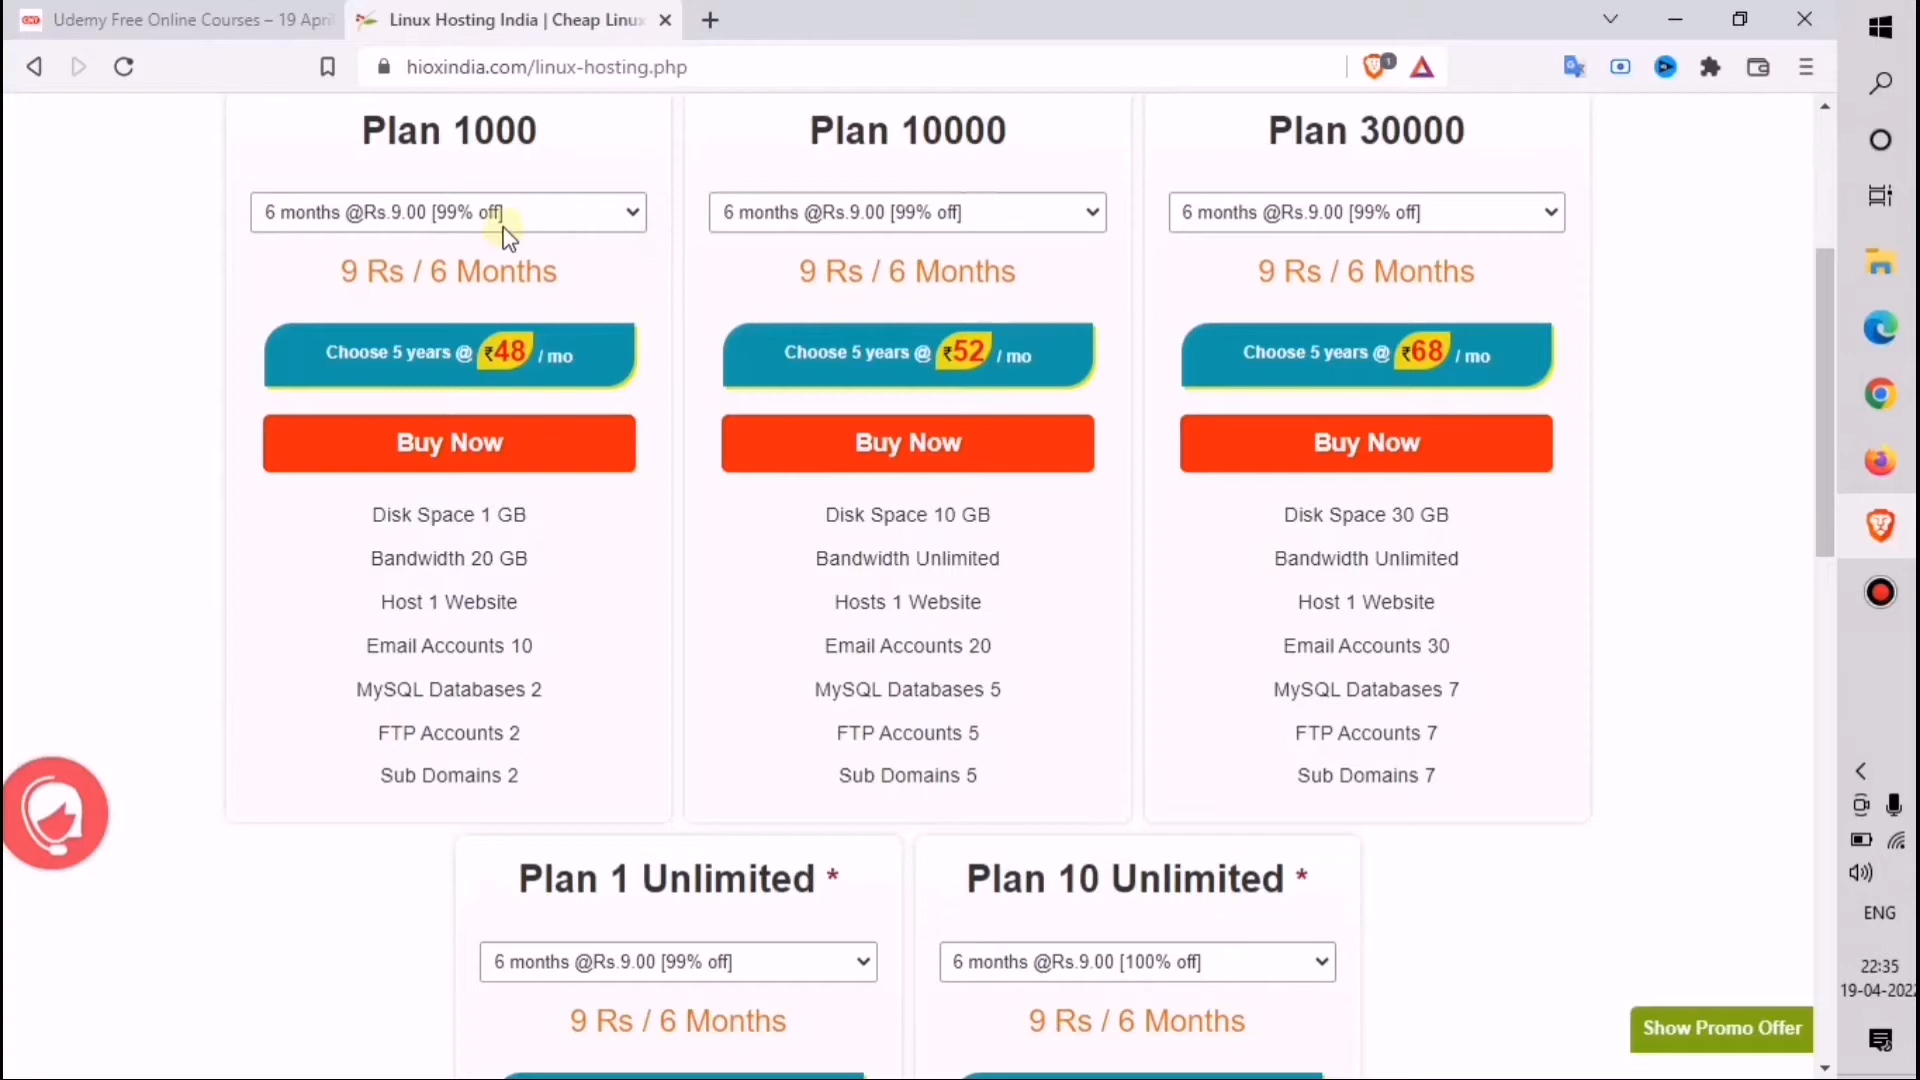 Udemy Free Online Courses – 19 Apri
Linux Hosting India | Cheap Linux
hioxindia.com/linux-hosting.php
1
Plan 1000
6 months @Rs.9.00 [99% off]
9 Rs / 6 Months
Choose 5 years @ ₹48 / mo
Buy Now
Disk Space 1 GB
Bandwidth 20 GB
Host 1 Website
Email Accounts 10
MySQL Databases 2
FTP Accounts 2
Sub Domains 2
Plan 10000
6 months @Rs.9.00 [99% off]
9 Rs / 6 Months
Choose 5 years @ ₹52 / mo
Buy Now
Disk Space 10 GB
Bandwidth Unlimited
Hosts 1 Website
Email Accounts 20
MySQL Databases 5
FTP Accounts 5
Sub Domains 5
Plan 30000
6 months @Rs.9.00 [99% off]
9 Rs / 6 Months
Choose 5 years @ ₹68 / mo
Buy Now
Disk Space 30 GB
Bandwidth Unlimited
Host 1 Website
Email Accounts 30
MySQL Databases 7
FTP Accounts 7
Sub Domains 7
Plan 1 Unlimited *
6 months @Rs.9.00 [99% off]
9 Rs / 6 Months
Plan 10 Unlimited *
6 months @Rs.9.00 [100% off]
9 Rs / 6 Months
Show Promo Offer
ENG
22:35
19-04-2022